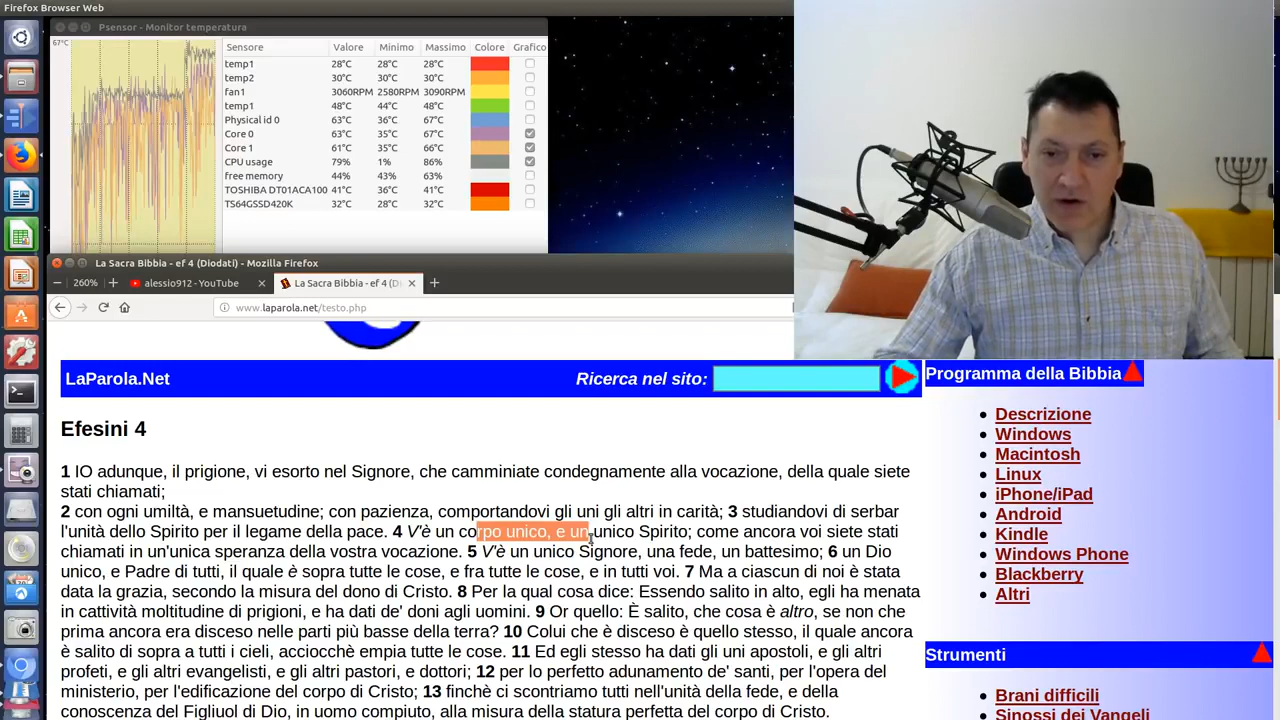 Firefox Browser Web
Psensor - Monitor temperatura
67°C
Sensore Valore Minimo Massimo Colore Grafico
temp1 28°C 28°C 28°C
temp2 30°C 30°C 30°C
fan1 3060RPM 2580RPM 3090RPM
temp1 48°C 44°C 48°C
Physical id 0 63°C 36°C 67°C
Core 0 63°C 35°C 67°C
Core 1 61°C 35°C 66°C
CPU usage 79% 1% 86%
free memory 44% 43% 63%
TOSHIBA DT01ACA100 41°C 36°C 41°C
TS64GSSD420K 32°C 28°C 32°C
La Sacra Bibbia - ef 4 (Diodati) - Mozilla Firefox
260% alessio912 - YouTube La Sacra Bibbia - ef 4 (Di
www.laparola.net/testo.php
LaParola.Net Ricerca nel sito:
Efesini 4
1 IO adunque, il prigione, vi esorto nel Signore, che camminiate condegnamente alla vocazione, della quale siete
stati chiamati;
2 con ogni umiltà, e mansuetudine; con pazienza, comportandovi gli uni gli altri in carità; 3 studiandovi di serbar
l'unità dello Spirito per il legame della pace. 4 V'è un corpo unico, e un unico Spirito; come ancora voi siete stati
chiamati in un'unica speranza della vostra vocazione. 5 V'è un unico Signore, una fede, un battesimo; 6 un Dio
unico, e Padre di tutti, il quale è sopra tutte le cose, e fra tutte le cose, e in tutti voi. 7 Ma a ciascun di noi è stata
data la grazia, secondo la misura del dono di Cristo. 8 Per la qual cosa dice: Essendo salito in alto, egli ha menata
in cattività moltitudine di prigioni, e ha dati de' doni agli uomini. 9 Or quello: È salito, che cosa è altro, se non che
prima ancora era disceso nelle parti più basse della terra? 10 Colui che è disceso è quello stesso, il quale ancora
è salito di sopra a tutti i cieli, acciocchè empia tutte le cose. 11 Ed egli stesso ha dati gli uni apostoli, e gli altri
profeti, e gli altri evangelisti, e gli altri pastori, e dottori; 12 per lo perfetto adunamento de' santi, per l'opera del
ministerio, per l'edificazione del corpo di Cristo; 13 finchè ci scontriamo tutti nell'unità della fede, e della
conoscenza del Figliuol di Dio, in uomo compiuto, alla misura della statura perfetta del corpo di Cristo.
Programma della Bibbia
Descrizione
Windows
Macintosh
Linux
iPhone/iPad
Android
Kindle
Windows Phone
Blackberry
Altri
Strumenti
Brani difficili
Sinossi dei Vangeli